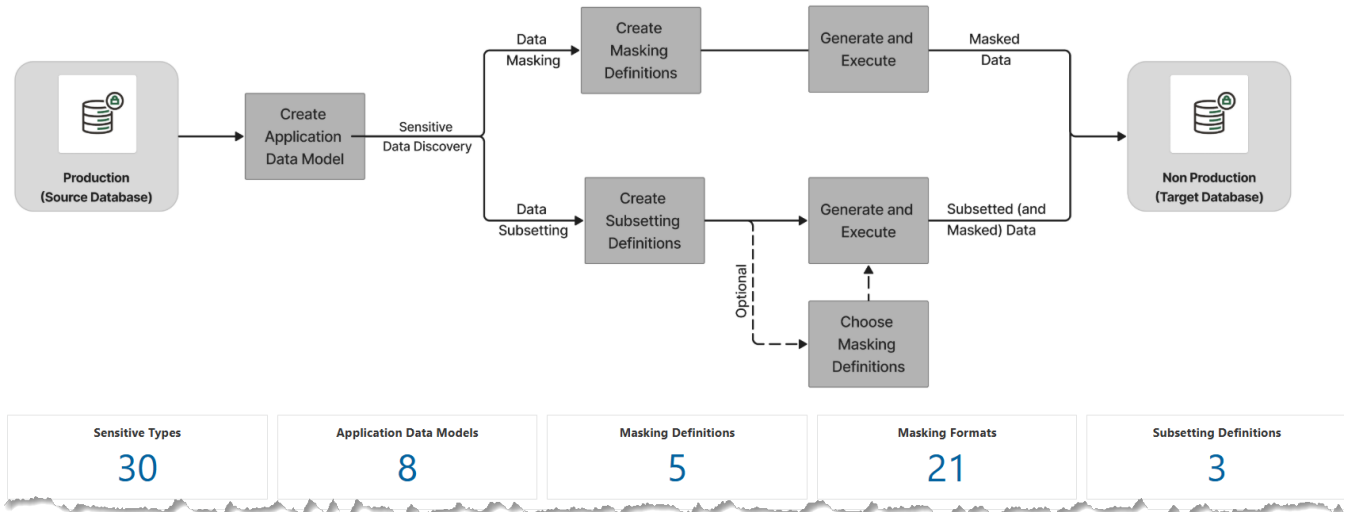 Production
(Source Database)
Create
Application
Data Model
Sensitive
Data Discovery
Data
Masking
Create
Masking
Definitions
Generate and
Execute
Masked
Data
Data
Subsetting
Create
Subsetting
Definitions
Optional
Generate and
Execute
Choose
Masking
Definitions
Subsetted (and
Masked) Data
Non Production
(Target Database)
Sensitive Types
30
Application Data Models
8
Masking Definitions
5
Masking Formats
21
Subsetting Definitions
3